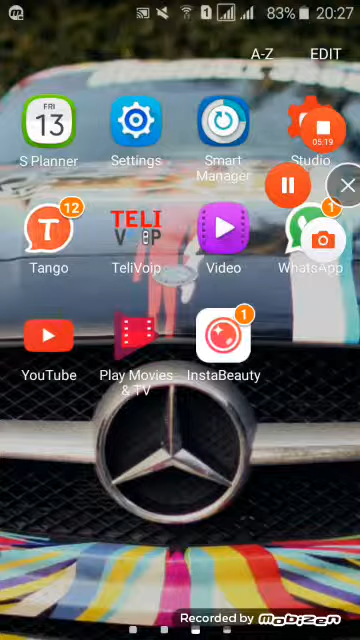 83% 20:27
A-Z EDIT
FRI
13
05:19
S Planner
Settings
Smart
Manager
Studio
12
1
T
TELI
VOIP
Tango
TeliVoip
Video
WhatsApp
1
YouTube
Play Movies
& TV
InstaBeauty
Recorded by mobizen